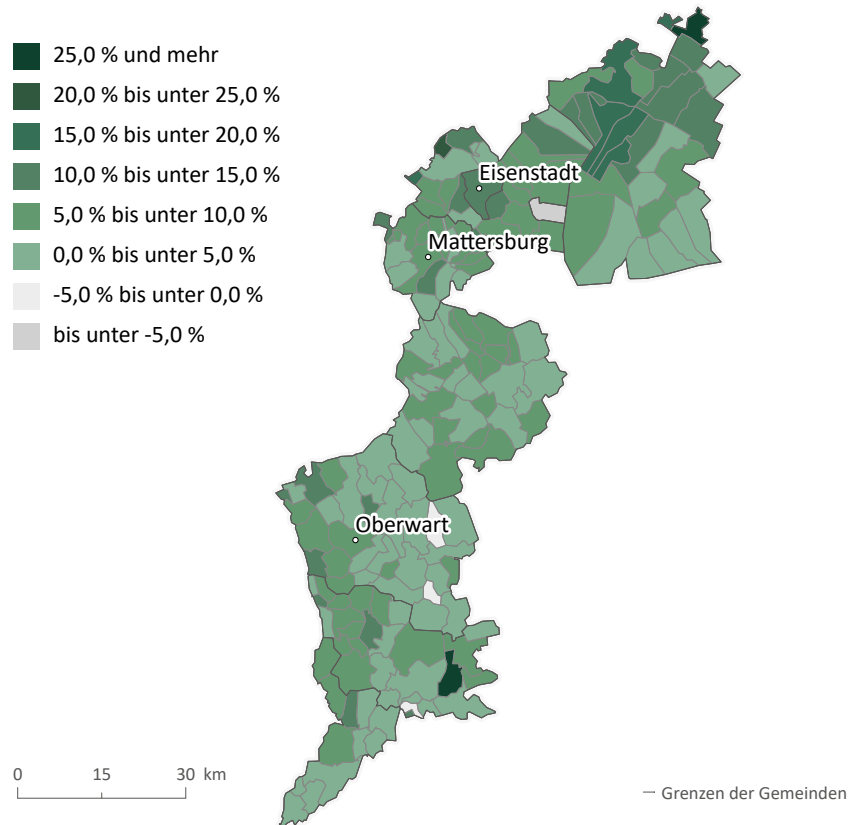 25,0 % und mehr
20,0 % bis unter 25,0 %
15,0 % bis unter 20,0 %
10,0 % bis unter 15,0 %
5,0 % bis unter 10,0 %
0,0 % bis unter 5,0 %
-5,0 % bis unter 0,0 %
bis unter -5,0 %
Eisenstadt
Mattersburg
Oberwart
0 15 30 km
Grenzen der Gemeinden